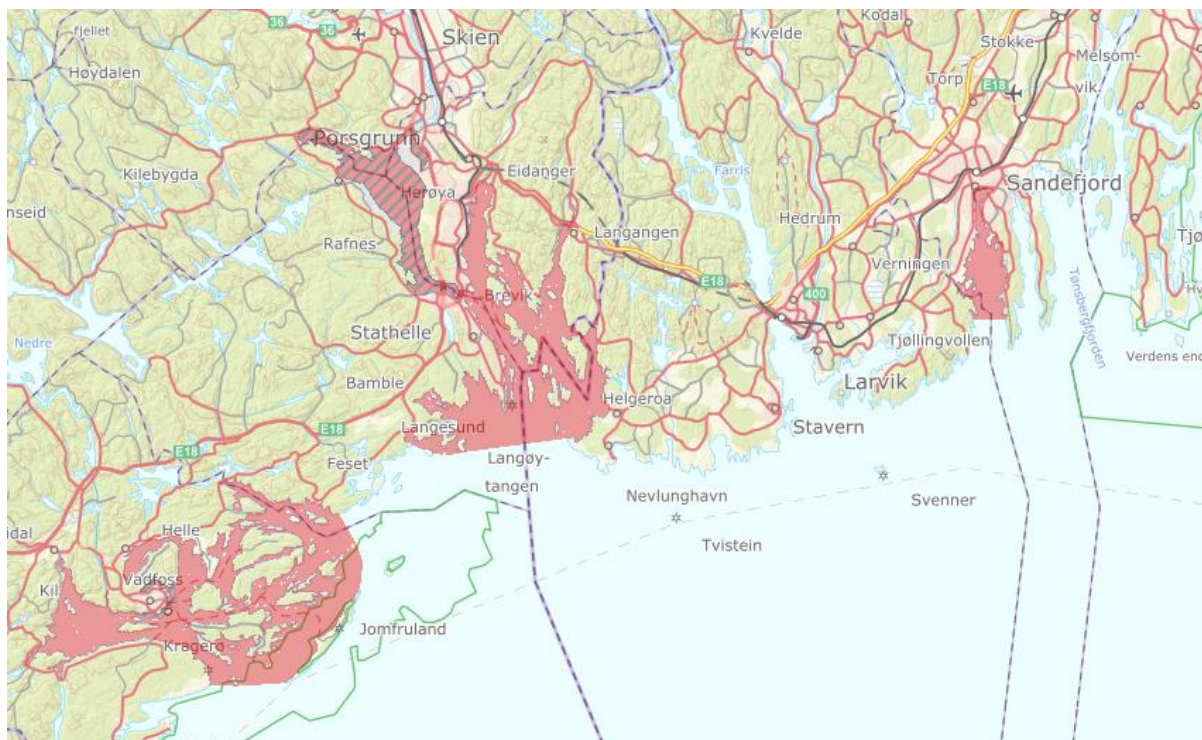 fjellet
Høydalen
36
36
Skien
Kvelde
Kodal
Stokke
Melsom-
vik.
Torp
E18
Porsgrunn
Eidanger
Farris
Sandefjord
Kilebygda
Herøya
nseid
Hedrum
Tjø
Rafnes
Langangen
Verningen
E18
400
Brevik
Tønsbergfjorden
Hv
Stathelle
Nedre
Tjøllingvollen
Verdens end
Bamble
Larvik
Helgeroa
Langesund
Stavern
E18
E18
Feset
Langøy-
tangen
Nevlunghavn
Svenner
idal
Helle
Tvistein
Vadfoss
Kil
Jomfruland
Kragerø